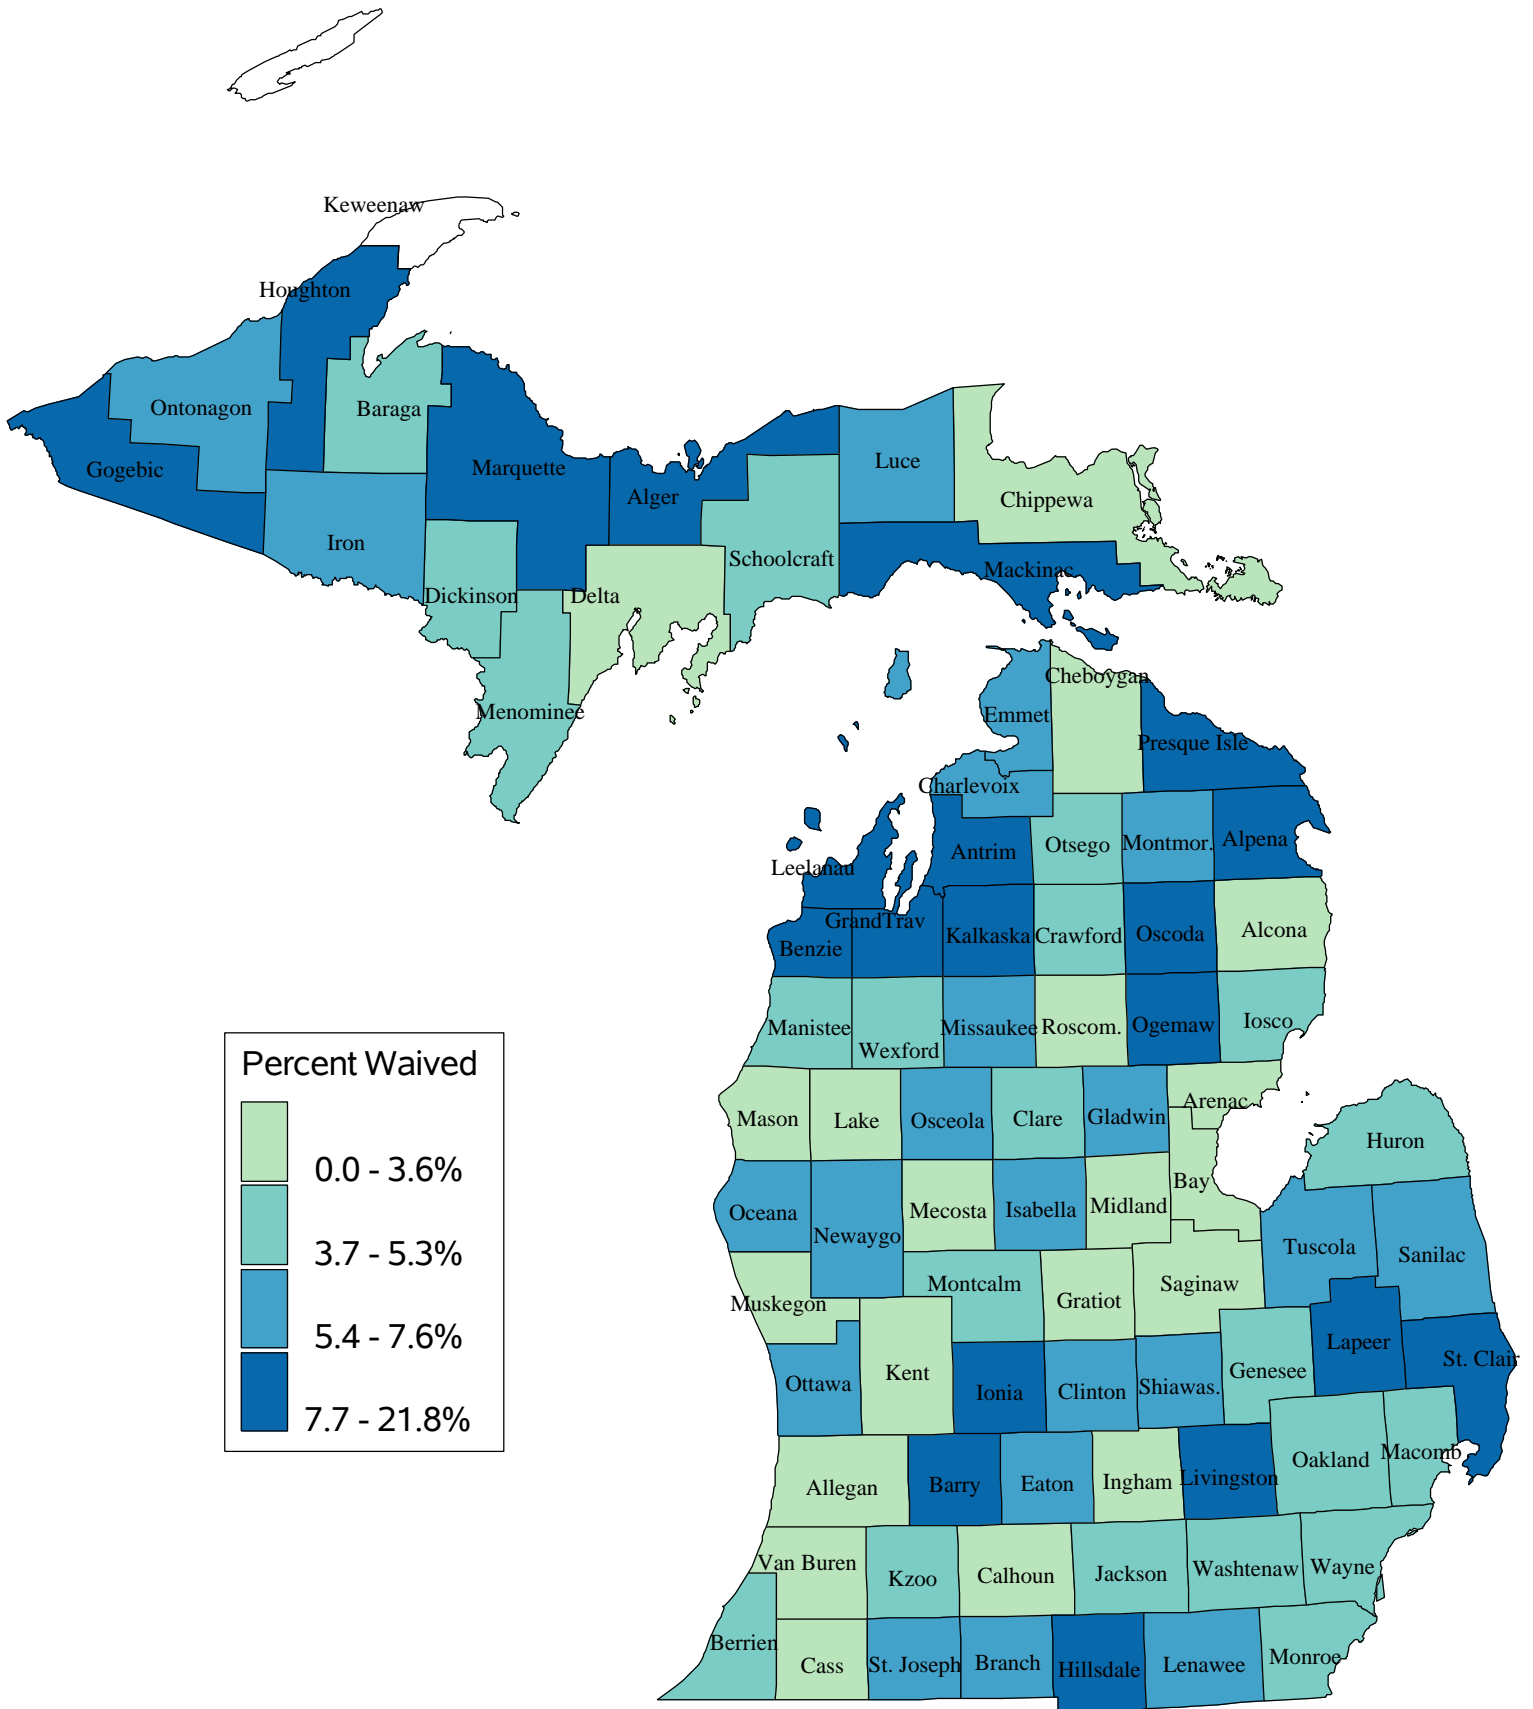 Keweenaw
Houghton
Ontonagon
Baraga
Gogebic
Marquette
Alger
Luce
Chippewa
Iron
Schoolcraft
Mackinac
Dickinson
Delta
Menominee
Cheboygan
Emmet
Presque Isle
Charlevoix
Antrim
Otsego
Montmor.
Alpena
Leelanau
GrandTrav
Benzie
Kalkaska
Crawford
Oscoda
Alcona
Manistee
Wexford
Missaukee
Roscom.
Ogemaw
Iosco
Percent Waived
0.0 - 3.6%
3.7 - 5.3%
5.4 - 7.6%
7.7 - 21.8%
Mason
Lake
Osceola
Clare
Gladwin
Arenac
Huron
Oceana
Newaygo
Mecosta
Isabella
Midland
Bay
Tuscola
Sanilac
Muskegon
Montcalm
Gratiot
Saginaw
Lapeer
St. Clair
Ottawa
Kent
Ionia
Clinton
Shiawas.
Genesee
Allegan
Barry
Eaton
Ingham
Livingston
Oakland
Macomb
Van Buren
Kzoo
Calhoun
Jackson
Washtenaw
Wayne
Berrien
Cass
St. Joseph
Branch
Hillsdale
Lenawee
Monroe